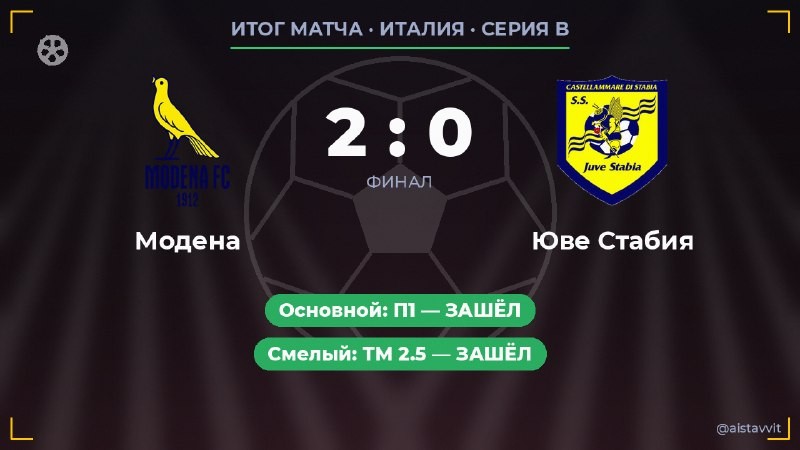 ИТОГ МАТЧА · ИТАЛИЯ · СЕРИЯ В
MODENA FC
1912
2 : 0
ФИНАЛ
CASTELLAMMARE DI STABIA
S.S.
Juve Stabia
Модена
Юве Стабия
Основной: П1 — ЗАШЁЛ
Смелый: ТМ 2.5 — ЗАШЁЛ
@aistavvit